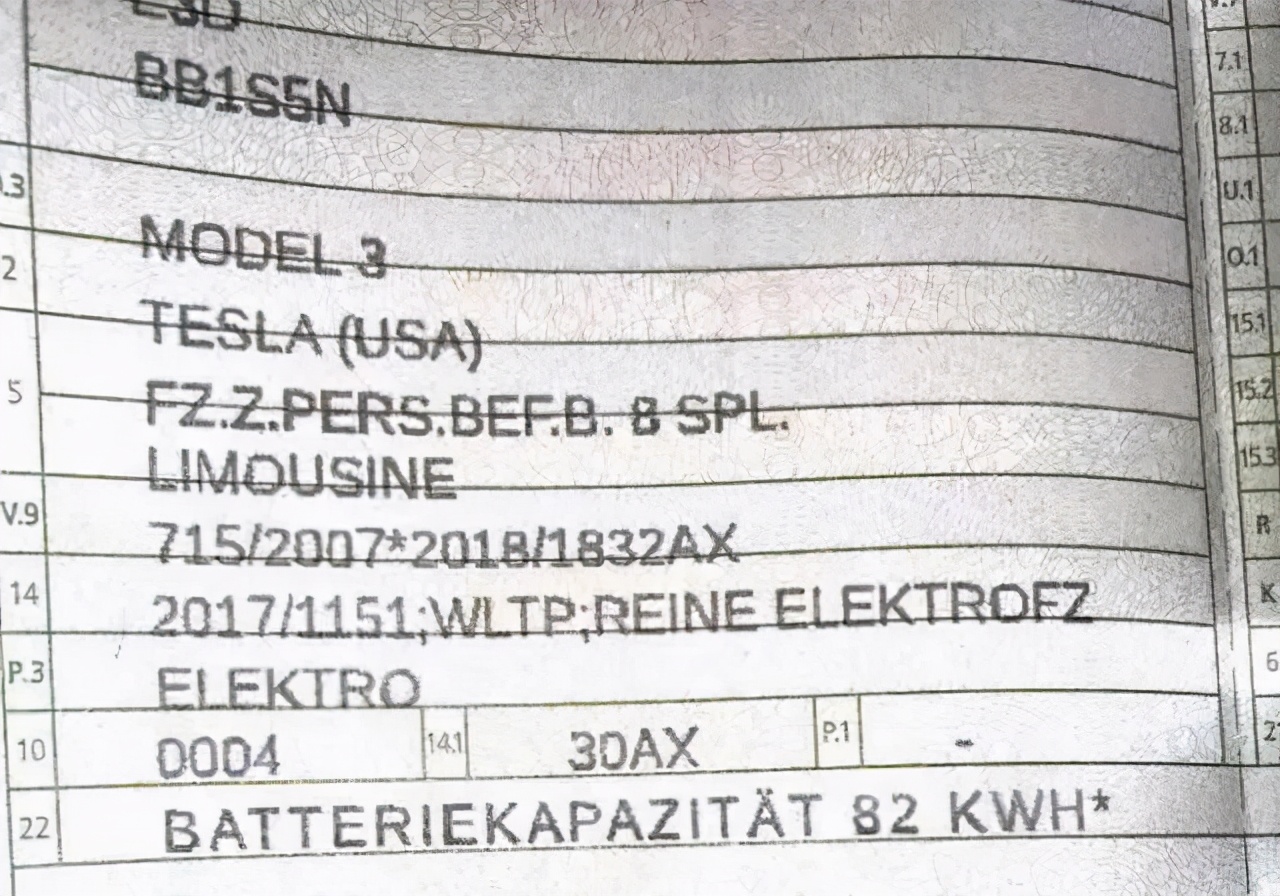 E3D
BB1S5N
MODEL 3
2 TESLA (USA)
5 FZ.Z.PERS.BEF.B. 8 SPL.
LIMOUSINE
V.9 715/2007*2018/1832AX
14 2017/1151;WLTP;REINE ELEKTROFZ
P.3 ELEKTRO
10 0004 14.1 30AX P.1 -
22 BATTERIEKAPAZITÄT 82 KWH*
7.1
8.1
U.1
O.1
15.1
15.2
15.3
R
K
6